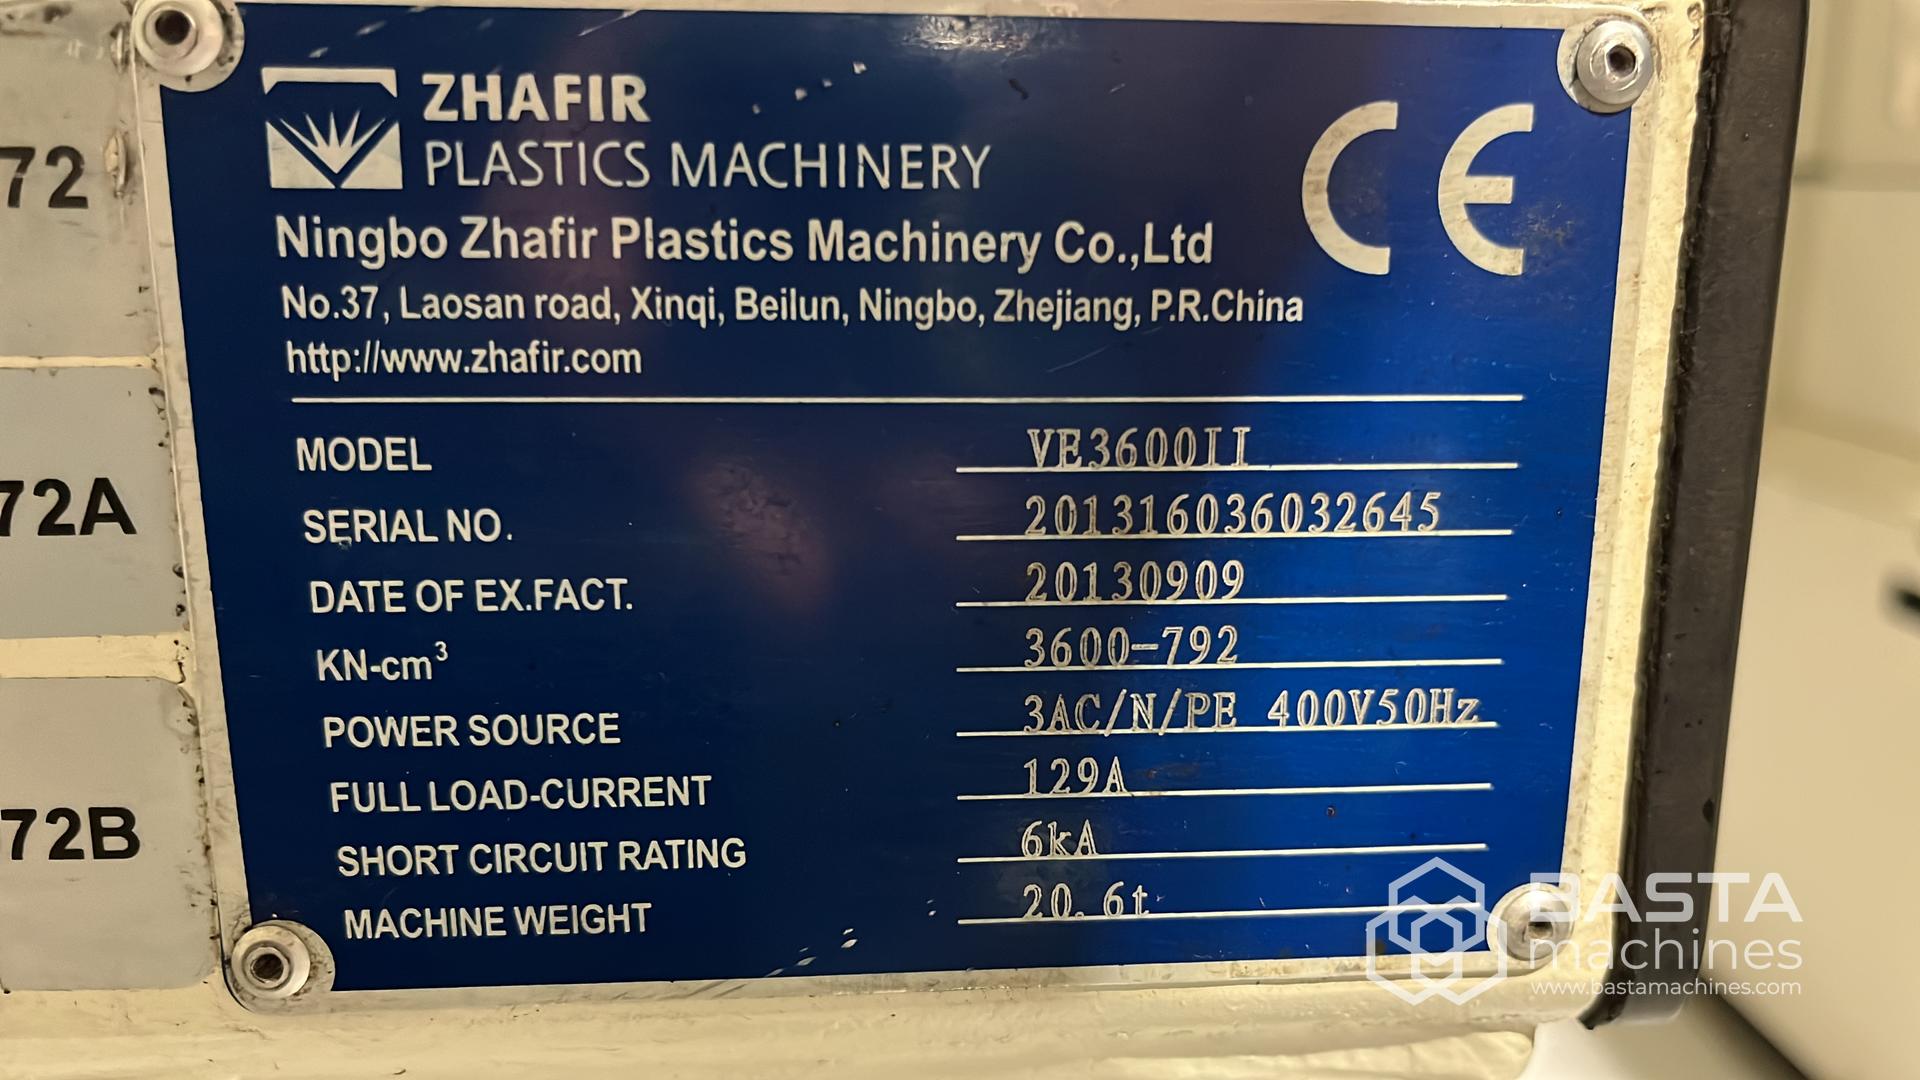 ZHAFIR
PLASTICS MACHINERY
CE
Ningbo Zhafir Plastics Machinery Co.,Ltd
No.37, Laosan road, Xinqi, Beilun, Ningbo, Zhejiang, P.R.China
http://www.zhafir.com
MODEL VE3600II
SERIAL NO. 201316036032645
DATE OF EX.FACT. 20130909
KN-cm³ 3600-792
POWER SOURCE 3AC/N/PE 400V50Hz
FULL LOAD-CURRENT 129A
SHORT CIRCUIT RATING 6kA
MACHINE WEIGHT 20.6t
72
72A
72B
BASTA
machines
www.bastamachines.com